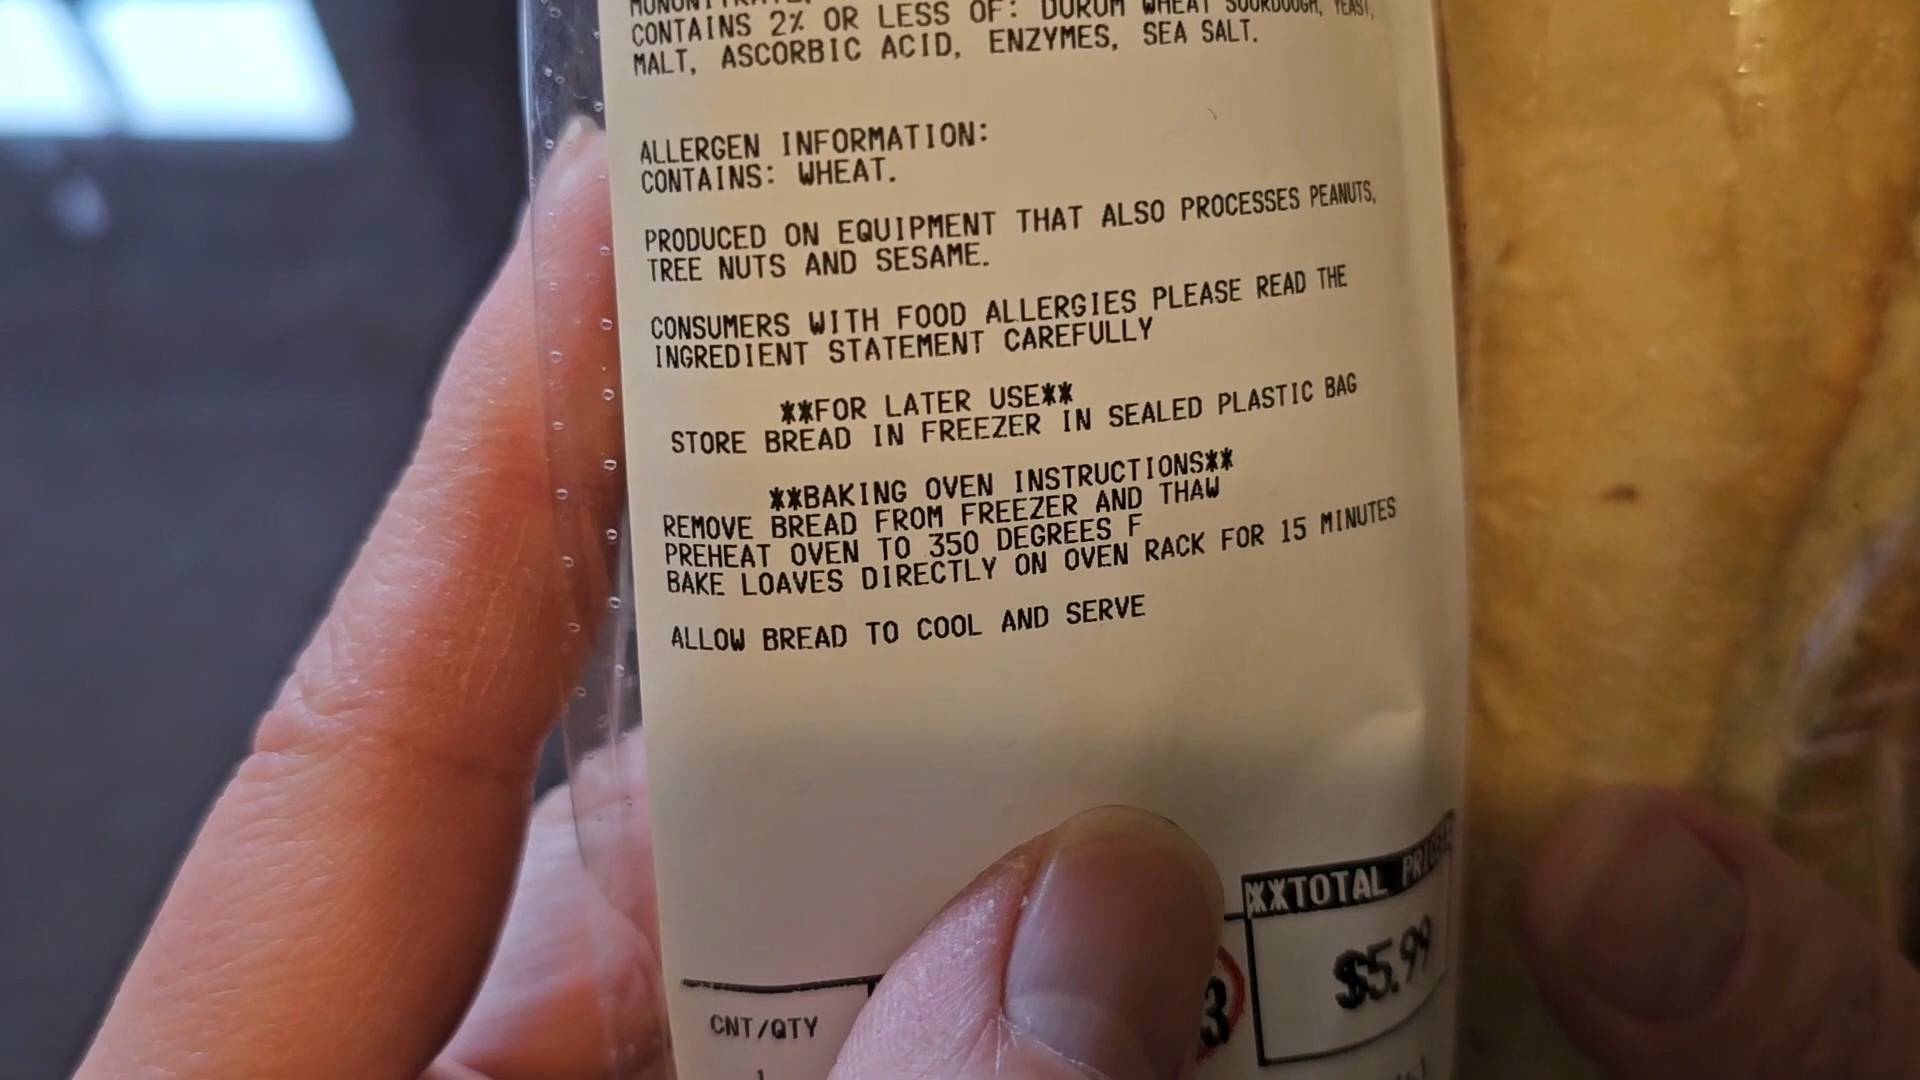 CONTAINS 2% OR LESS OF: DURUM WHEAT SOURDOUGH, YEAST,
MALT, ASCORBIC ACID, ENZYMES, SEA SALT.
ALLERGEN INFORMATION:
CONTAINS: WHEAT.
PRODUCED ON EQUIPMENT THAT ALSO PROCESSES PEANUTS,
TREE NUTS AND SESAME.
CONSUMERS WITH FOOD ALLERGIES PLEASE READ THE
INGREDIENT STATEMENT CAREFULLY
**FOR LATER USE**
STORE BREAD IN FREEZER IN SEALED PLASTIC BAG
**BAKING OVEN INSTRUCTIONS**
REMOVE BREAD FROM FREEZER AND THAW
PREHEAT OVEN TO 350 DEGREES F
BAKE LOAVES DIRECTLY ON OVEN RACK FOR 15 MINUTES
ALLOW BREAD TO COOL AND SERVE
**TOTAL PRICE
$5.99
3
CNT/QTY
1